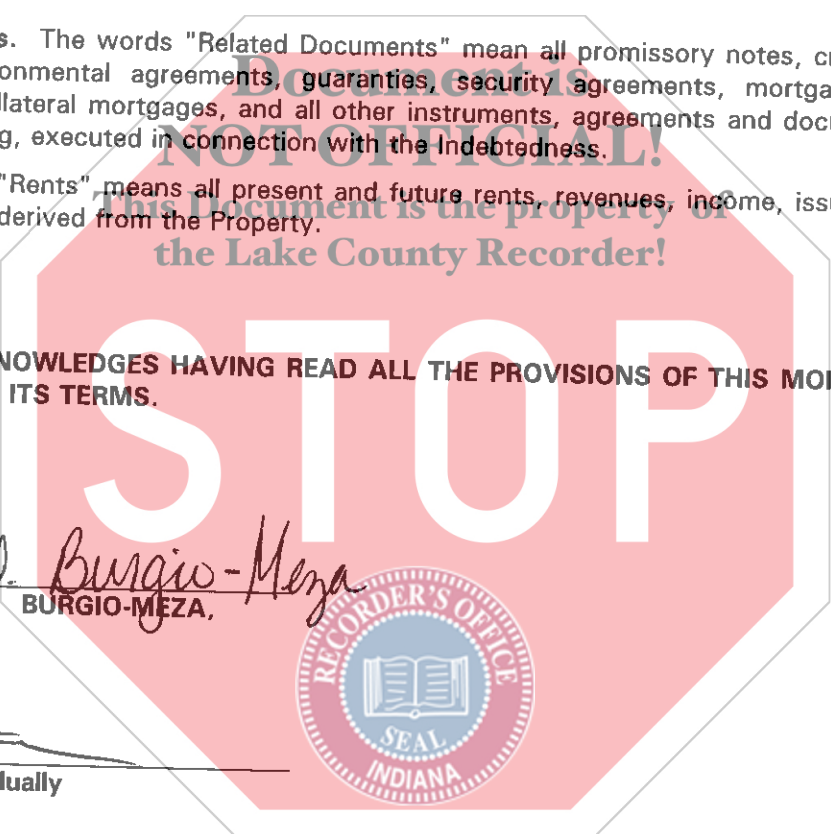 s. The words "Related Documents" mean all promissory notes, c
onmental agreements, guaranties, security agreements, mortga
llateral mortgages, and all other instruments, agreements and doc
g, executed in connection with the Indebtedness.
"Rents" means all present and future rents, revenues, income, iss
derived from the Property.
Document is
NOT OFFICIAL!
This Document is the property of
the Lake County Recorder!
NOWLEDGES HAVING READ ALL THE PROVISIONS OF THIS MO
ITS TERMS.
STOP
Burgio-Meza
BURGIO-MEZA,
RECORDER'S OFFICE
SEAL
INDIANA
dually